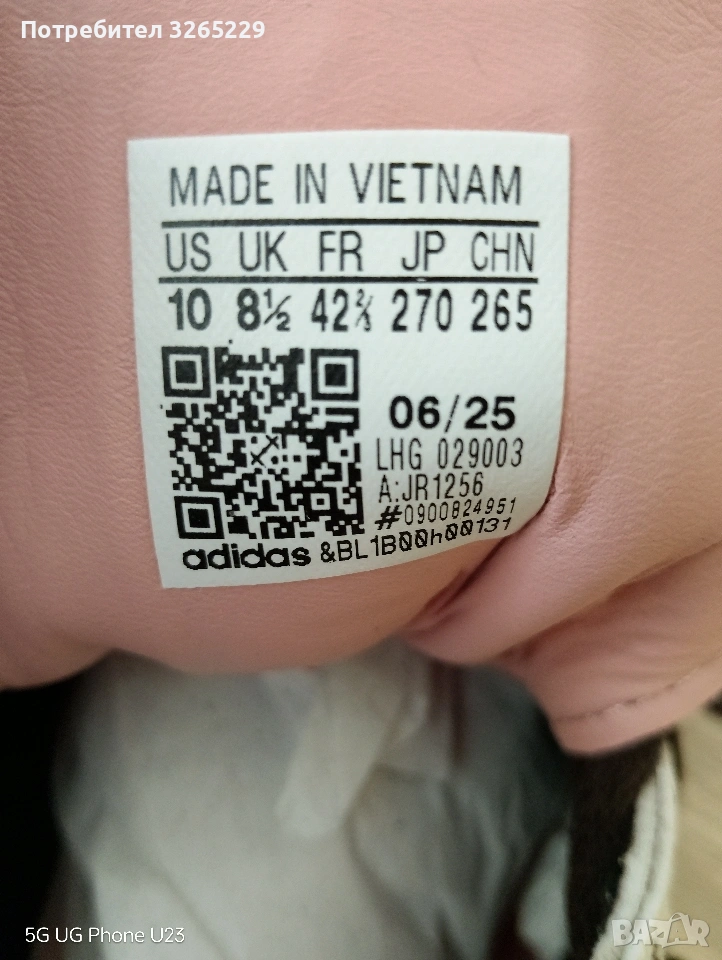 Потребител 3265229
MADE IN VIETNAM
US UK FR JP CHN
10 8½ 42⅔ 270 265
06/25
LHG 029003
A:JR1256
#0900824951
adidas &BL1B00h00131
5G UG Phone U23
BAZAR